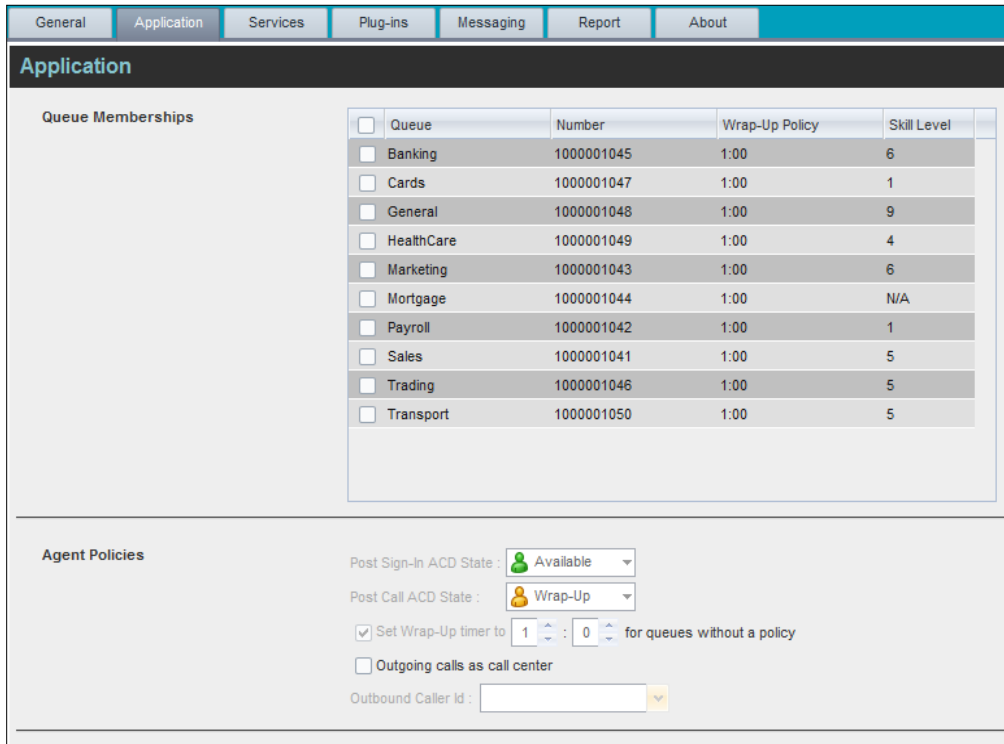 General Application Services Plug-ins Messaging Report About
Application
Queue Memberships
Queue Number Wrap-Up Policy Skill Level
Banking 1000001045 1:00 6
Cards 1000001047 1:00 1
General 1000001048 1:00 9
HealthCare 1000001049 1:00 4
Marketing 1000001043 1:00 6
Mortgage 1000001044 1:00 N/A
Payroll 1000001042 1:00 1
Sales 1000001041 1:00 5
Trading 1000001046 1:00 5
Transport 1000001050 1:00 5
Agent Policies
Post Sign-In ACD State : Available
Post Call ACD State : Wrap-Up
Set Wrap-Up timer to 1 : 0 for queues without a policy
Outgoing calls as call center
Outbound Caller Id :